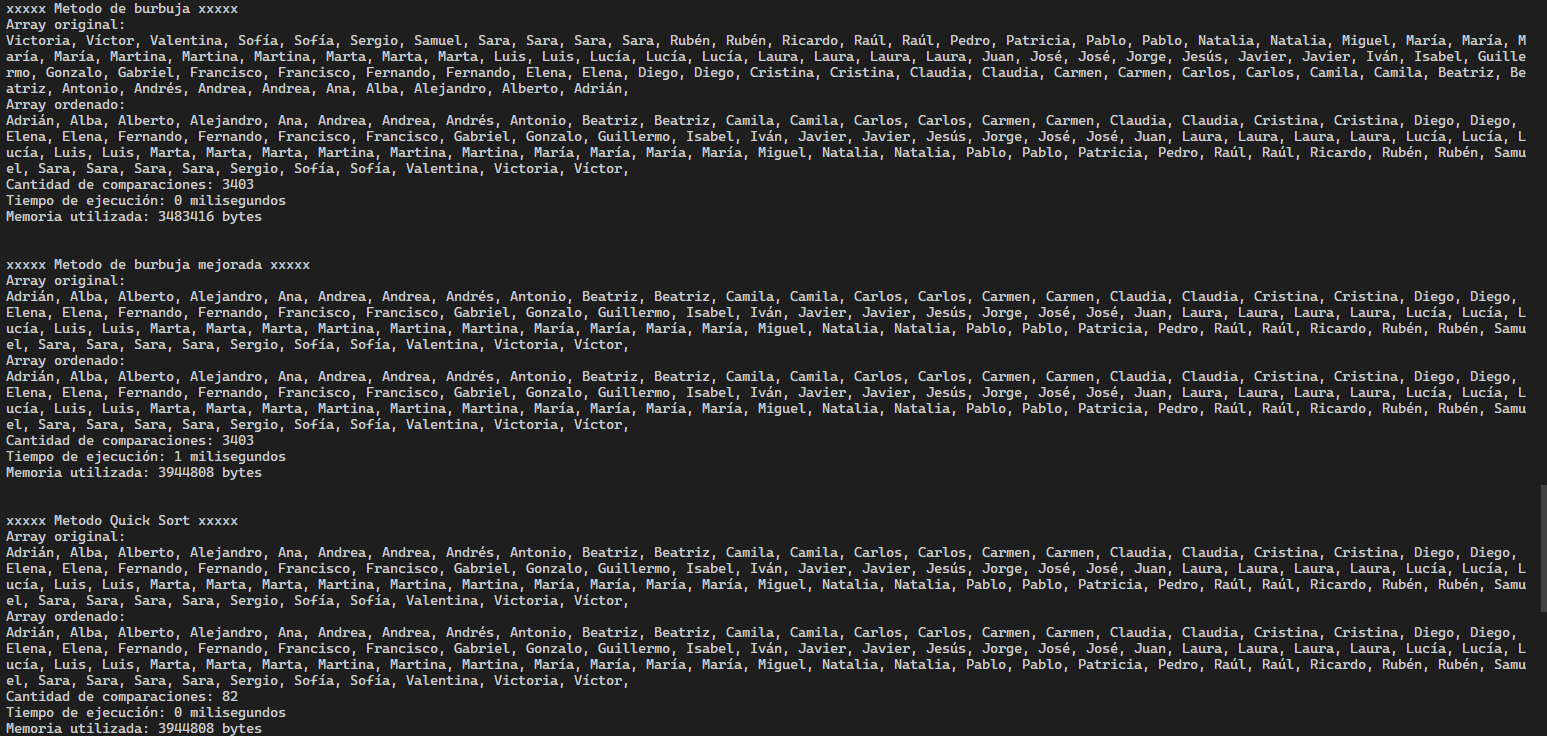 xxxxx Metodo de burbuja xxxxx
Array original:
Victoria, Víctor, Valentina, Sofía, Sofía, Sergio, Samuel, Sara, Sara, Sara, Sara, Rubén, Rubén, Ricardo, Raúl, Raúl, Pedro, Patricia, Pablo, Pablo, Natalia, Natalia, Miguel, María, María, M
aría, María, Martina, Martina, Martina, Marta, Marta, Marta, Luis, Luis, Lucía, Lucía, Lucía, Laura, Laura, Laura, Laura, Juan, José, José, Jorge, Jesús, Javier, Javier, Iván, Isabel, Guille
rmo, Gonzalo, Gabriel, Francisco, Francisco, Fernando, Fernando, Elena, Elena, Diego, Diego, Cristina, Cristina, Claudia, Claudia, Carmen, Carmen, Carlos, Carlos, Camila, Camila, Beatriz, Be
atriz, Antonio, Andrés, Andrea, Andrea, Ana, Alba, Alejandro, Alberto, Adrián,
Array ordenado:
Adrián, Alba, Alberto, Alejandro, Ana, Andrea, Andrea, Andrés, Antonio, Beatriz, Beatriz, Camila, Camila, Carlos, Carlos, Carmen, Carmen, Claudia, Claudia, Cristina, Cristina, Diego, Diego,
Elena, Elena, Fernando, Fernando, Francisco, Francisco, Gabriel, Gonzalo, Guillermo, Isabel, Iván, Javier, Javier, Jesús, Jorge, José, José, Juan, Laura, Laura, Laura, Laura, Lucía, Lucía, L
ucía, Luis, Luis, Marta, Marta, Marta, Martina, Martina, Martina, María, María, María, María, Miguel, Natalia, Natalia, Pablo, Pablo, Patricia, Pedro, Raúl, Raúl, Ricardo, Rubén, Rubén, Samu
el, Sara, Sara, Sara, Sara, Sergio, Sofía, Sofía, Valentina, Victoria, Víctor,
Cantidad de comparaciones: 3403
Tiempo de ejecución: 0 milisegundos
Memoria utilizada: 3483416 bytes
xxxxx Metodo de burbuja mejorada xxxxx
Array original:
Adrián, Alba, Alberto, Alejandro, Ana, Andrea, Andrea, Andrés, Antonio, Beatriz, Beatriz, Camila, Camila, Carlos, Carlos, Carmen, Carmen, Claudia, Claudia, Cristina, Cristina, Diego, Diego,
Elena, Elena, Fernando, Fernando, Francisco, Francisco, Gabriel, Gonzalo, Guillermo, Isabel, Iván, Javier, Javier, Jesús, Jorge, José, José, Juan, Laura, Laura, Laura, Laura, Lucía, Lucía, L
ucía, Luis, Luis, Marta, Marta, Marta, Martina, Martina, Martina, María, María, María, María, Miguel, Natalia, Natalia, Pablo, Pablo, Patricia, Pedro, Raúl, Raúl, Ricardo, Rubén, Rubén, Samu
el, Sara, Sara, Sara, Sara, Sergio, Sofía, Sofía, Valentina, Victoria, Víctor,
Array ordenado:
Adrián, Alba, Alberto, Alejandro, Ana, Andrea, Andrea, Andrés, Antonio, Beatriz, Beatriz, Camila, Camila, Carlos, Carlos, Carmen, Carmen, Claudia, Claudia, Cristina, Cristina, Diego, Diego,
Elena, Elena, Fernando, Fernando, Francisco, Francisco, Gabriel, Gonzalo, Guillermo, Isabel, Iván, Javier, Javier, Jesús, Jorge, José, José, Juan, Laura, Laura, Laura, Laura, Lucía, Lucía, L
ucía, Luis, Luis, Marta, Marta, Marta, Martina, Martina, Martina, María, María, María, María, Miguel, Natalia, Natalia, Pablo, Pablo, Patricia, Pedro, Raúl, Raúl, Ricardo, Rubén, Rubén, Samu
el, Sara, Sara, Sara, Sara, Sergio, Sofía, Sofía, Valentina, Victoria, Víctor,
Cantidad de comparaciones: 3403
Tiempo de ejecución: 1 milisegundos
Memoria utilizada: 3944808 bytes
xxxxx Metodo Quick Sort xxxxx
Array original:
Adrián, Alba, Alberto, Alejandro, Ana, Andrea, Andrea, Andrés, Antonio, Beatriz, Beatriz, Camila, Camila, Carlos, Carlos, Carmen, Carmen, Claudia, Claudia, Cristina, Cristina, Diego, Diego,
Elena, Elena, Fernando, Fernando, Francisco, Francisco, Gabriel, Gonzalo, Guillermo, Isabel, Iván, Javier, Javier, Jesús, Jorge, José, José, Juan, Laura, Laura, Laura, Laura, Lucía, Lucía, L
ucía, Luis, Luis, Marta, Marta, Marta, Martina, Martina, Martina, María, María, María, María, Miguel, Natalia, Natalia, Pablo, Pablo, Patricia, Pedro, Raúl, Raúl, Ricardo, Rubén, Rubén, Samu
el, Sara, Sara, Sara, Sara, Sergio, Sofía, Sofía, Valentina, Victoria, Víctor,
Array ordenado:
Adrián, Alba, Alberto, Alejandro, Ana, Andrea, Andrea, Andrés, Antonio, Beatriz, Beatriz, Camila, Camila, Carlos, Carlos, Carmen, Carmen, Claudia, Claudia, Cristina, Cristina, Diego, Diego,
Elena, Elena, Fernando, Fernando, Francisco, Francisco, Gabriel, Gonzalo, Guillermo, Isabel, Iván, Javier, Javier, Jesús, Jorge, José, José, Juan, Laura, Laura, Laura, Laura, Lucía, Lucía, L
ucía, Luis, Luis, Marta, Marta, Marta, Martina, Martina, Martina, María, María, María, María, Miguel, Natalia, Natalia, Pablo, Pablo, Patricia, Pedro, Raúl, Raúl, Ricardo, Rubén, Rubén, Samu
el, Sara, Sara, Sara, Sara, Sergio, Sofía, Sofía, Valentina, Victoria, Víctor,
Cantidad de comparaciones: 82
Tiempo de ejecución: 0 milisegundos
Memoria utilizada: 3944808 bytes